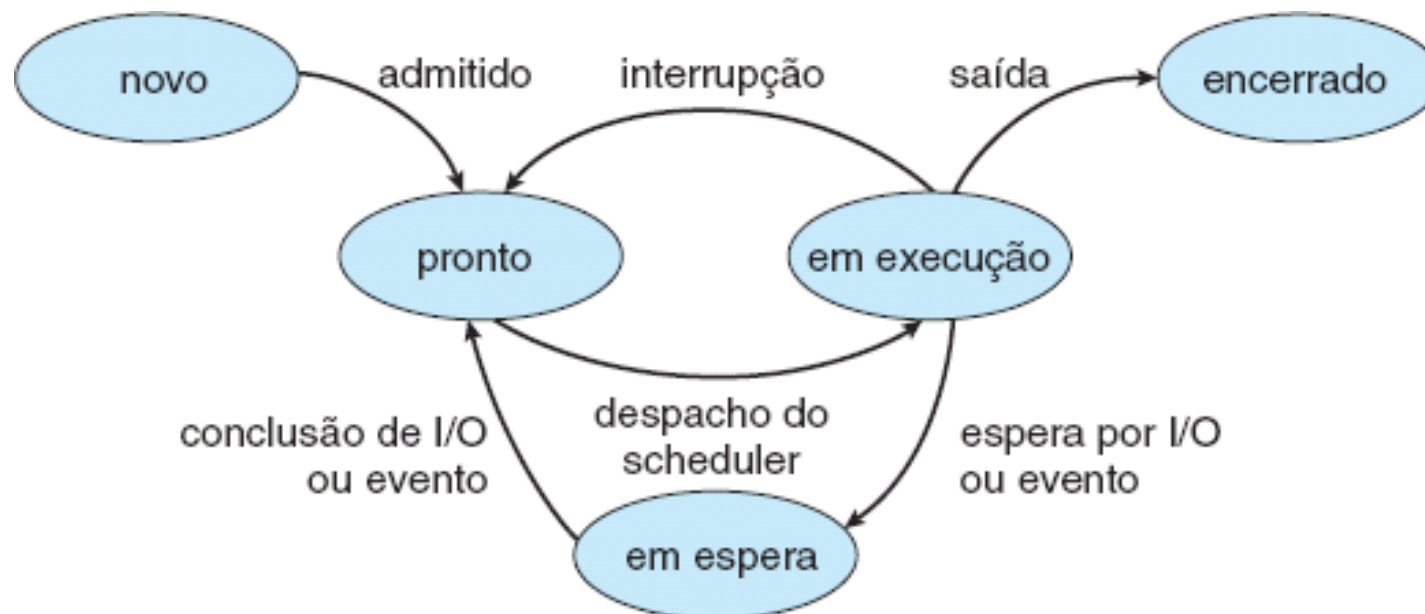 novo
admitido
interrupção
saída
encerrado
pronto
em execução
conclusão de I/O
ou evento
despacho do
scheduler
espera por I/O
ou evento
em espera